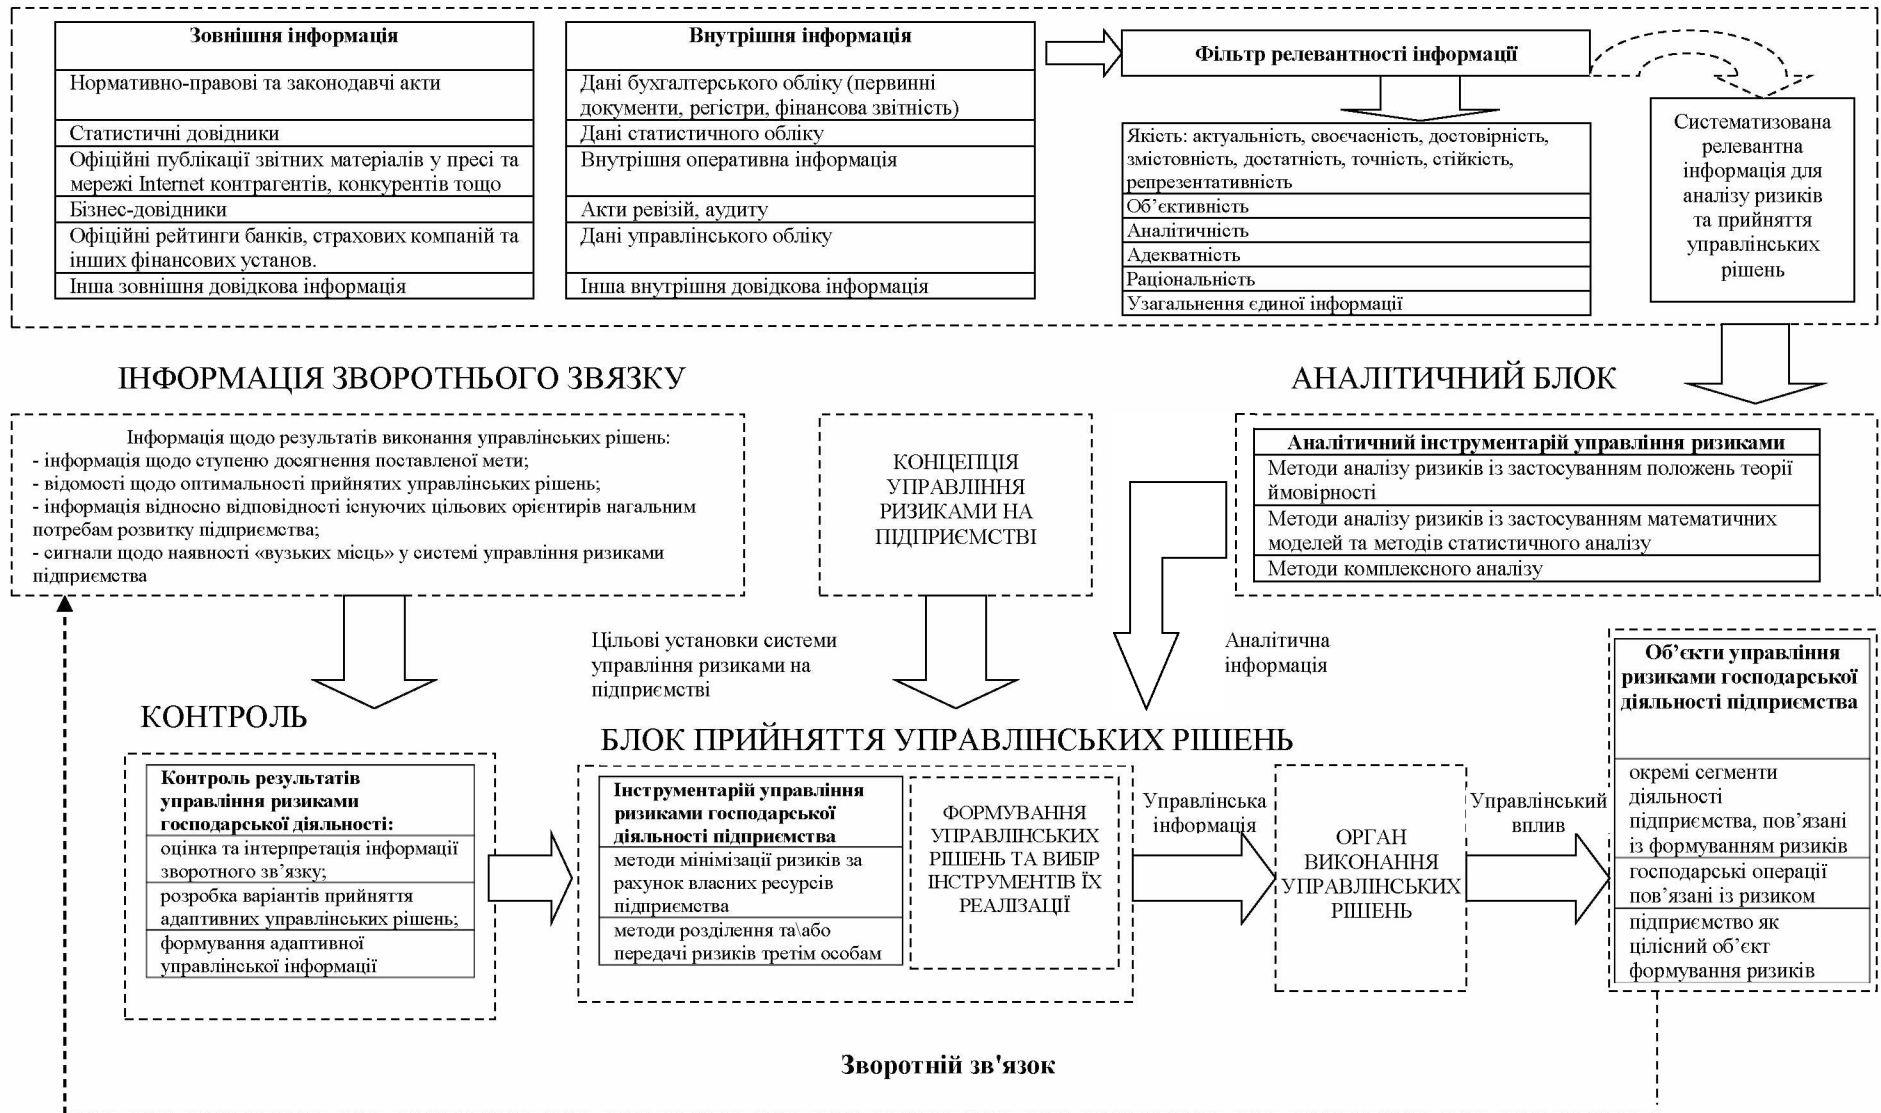 Зовнішня інформація
Нормативно-правові та законодавчі акти
Статистичні довідники
Офіційні публікації звітних матеріалів у пресі та
мережі Internet контрагентів, конкурентів тощо
Бізнес-довідники
Офіційні рейтинги банків, страхових компаній та
інших фінансових установ.
Інша зовнішня довідкова інформація
Внутрішня інформація
Дані бухгалтерського обліку (первинні
документи, регістри, фінансова звітність)
Дані статистичного обліку
Внутрішня оперативна інформація
Акти ревізій, аудиту
Дані управлінського обліку
Інша внутрішня довідкова інформація
Фільтр релевантності інформації
Якість: актуальність, своєчасність, достовірність,
змістовність, достатність, точність, стійкість,
репрезентативність
Об’єктивність
Аналітичність
Адекватність
Раціональність
Узагальнення єдиної інформації
Систематизована
релевантна
інформація для
аналізу ризиків
та прийняття
управлінських
рішень
ІНФОРМАЦІЯ ЗВОРОТНЬОГО ЗВЯЗКУ
Інформація щодо результатів виконання управлінських рішень:
- інформація щодо ступеню досягнення поставленої мети;
- відомості щодо оптимальності прийнятих управлінських рішень;
- інформація відносно відповідності існуючих цільових орієнтирів нагальним
потребам розвитку підприємства;
- сигнали щодо наявності «вузьких місць» у системі управління ризиками
підприємства
КОНЦЕПЦІЯ
УПРАВЛІННЯ
РИЗИКАМИ НА
ПІДПРИЄМСТВІ
АНАЛІТИЧНИЙ БЛОК
Аналітичний інструментарій управління ризиками
Методи аналізу ризиків із застосуванням положень теорії
ймовірності
Методи аналізу ризиків із застосуванням математичних
моделей та методів статистичного аналізу
Методи комплексного аналізу
Цільові установки системи
управління ризиками на
підприємстві
Аналітична
інформація
КОНТРОЛЬ
Контроль результатів
управління ризиками
господарської діяльності:
оцінка та інтерпретація інформації
зворотного зв’язку;
розробка варіантів прийняття
адаптивних управлінських рішень;
формування адаптивної
управлінської інформації
БЛОК ПРИЙНЯТТЯ УПРАВЛІНСЬКИХ РІШЕНЬ
Інструментарій управління
ризиками господарської
діяльності підприємства
методи мінімізації ризиків за
рахунок власних ресурсів
підприємства
методи розділення та\або
передачі ризиків третім особам
ФОРМУВАННЯ
УПРАВЛІНСЬКИХ
РІШЕНЬ ТА ВИБІР
ІНСТРУМЕНТІВ ЇХ
РЕАЛІЗАЦІЇ
Управлінська
інформація
ОРГАН
ВИКОНАННЯ
УПРАВЛІНСЬКИХ
РІШЕНЬ
Управлінський
вплив
Об’єкти управління
ризиками господарської
діяльності підприємства
окремі сегменти
діяльності
підприємства, пов’язані
із формуванням ризиків
господарські операції
пов’язані із ризиком
підприємство як
цілісний об’єкт
формування ризиків
Зворотній зв'язок